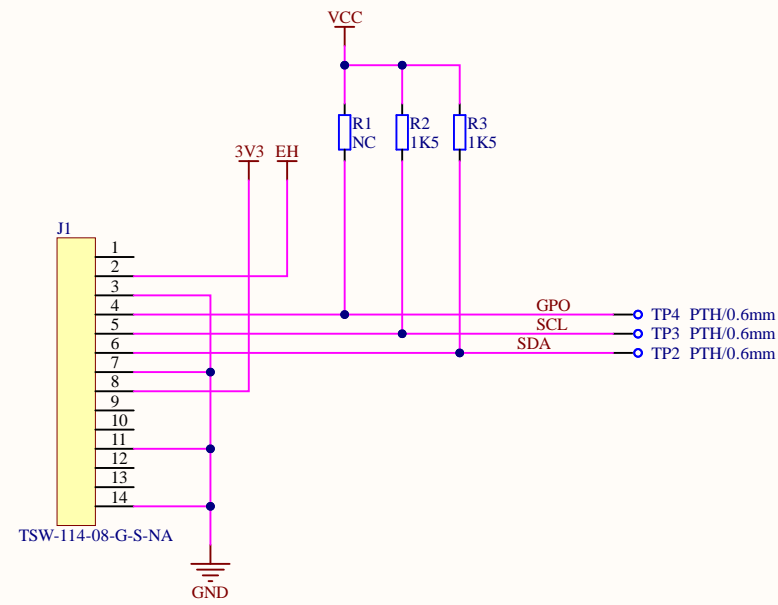 VCC
R1
NC
R2
1K5
R3
1K5
3V3 EH
J1
1
2
3
4
5
6
7
8
9
10
11
12
13
14
GPO
SCL
SDA
TP4 PTH/0.6mm
TP3 PTH/0.6mm
TP2 PTH/0.6mm
TSW-114-08-G-S-NA
GND